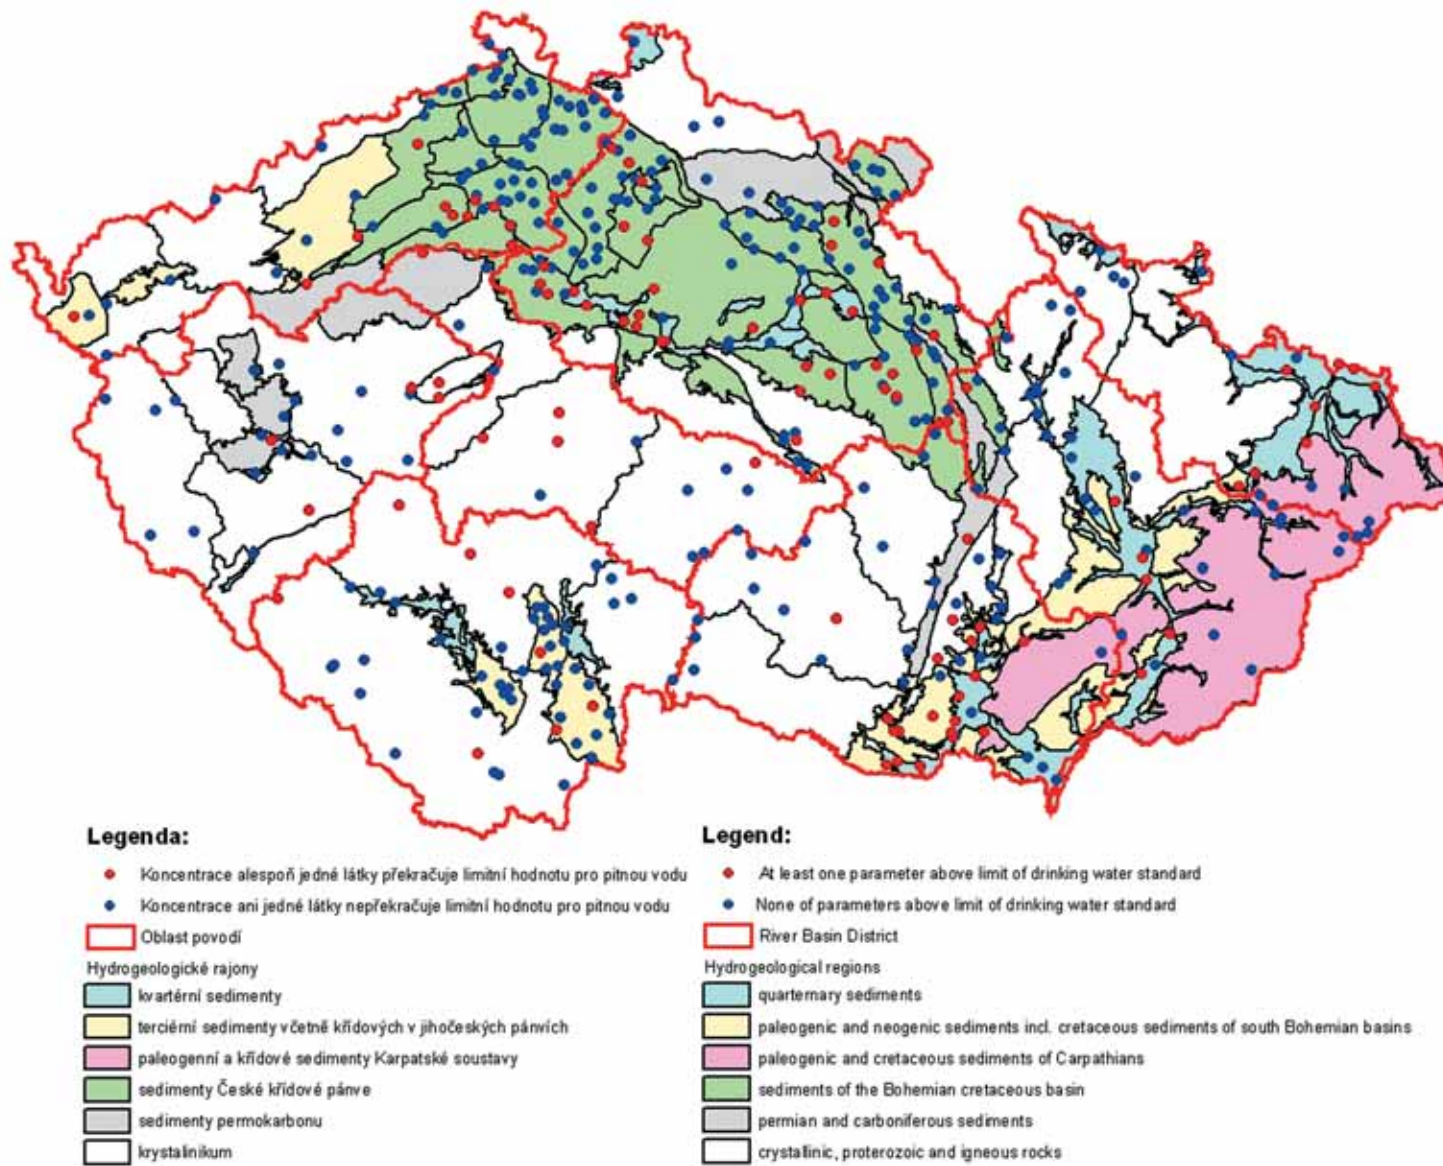 Legenda:
Koncentrace alespoň jedné látky překračuje limitní hodnotu pro pitnou vodu
Koncentrace ani jedné látky nepřekračuje limitní hodnotu pro pitnou vodu
Oblast povodí
Hydrogeologické rajony
kvartérní sedimenty
terciérní sedimenty včetně křídových v jihočeských pánvích
paleogenní a křídové sedimenty Karpatské soustavy
sedimenty České křídové pánve
sedimenty permokarbonu
krystalinikum
Legend:
At least one parameter above limit of drinking water standard
None of parameters above limit of drinking water standard
River Basin District
Hydrogeological regions
quarternary sediments
paleogenic and neogenic sediments incl. cretaceous sediments of south Bohemian basins
paleogenic and cretaceous sediments of Carpathians
sediments of the Bohemian cretaceous basin
permian and carboniferous sediments
crystallinic, proterozoic and igneous rocks